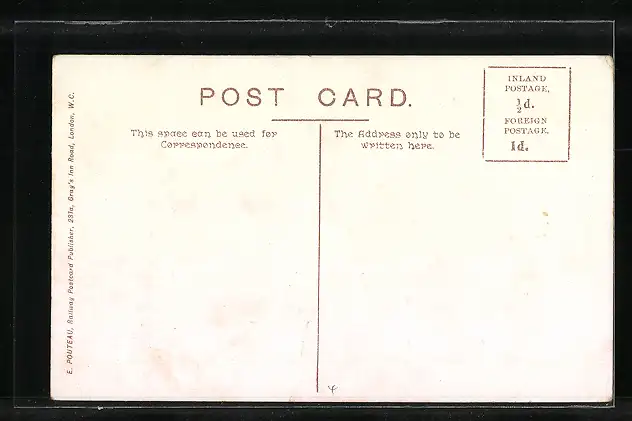 POST CARD.
This space can be used for
Correspondence.
The Address only to be
written here.
INLAND
POSTAGE,
½d.
FOREIGN
POSTAGE,
1d.
E. POUTEAU, Railway Postcard Publisher, 231a, Gray's Inn Road, London, W.C.
4